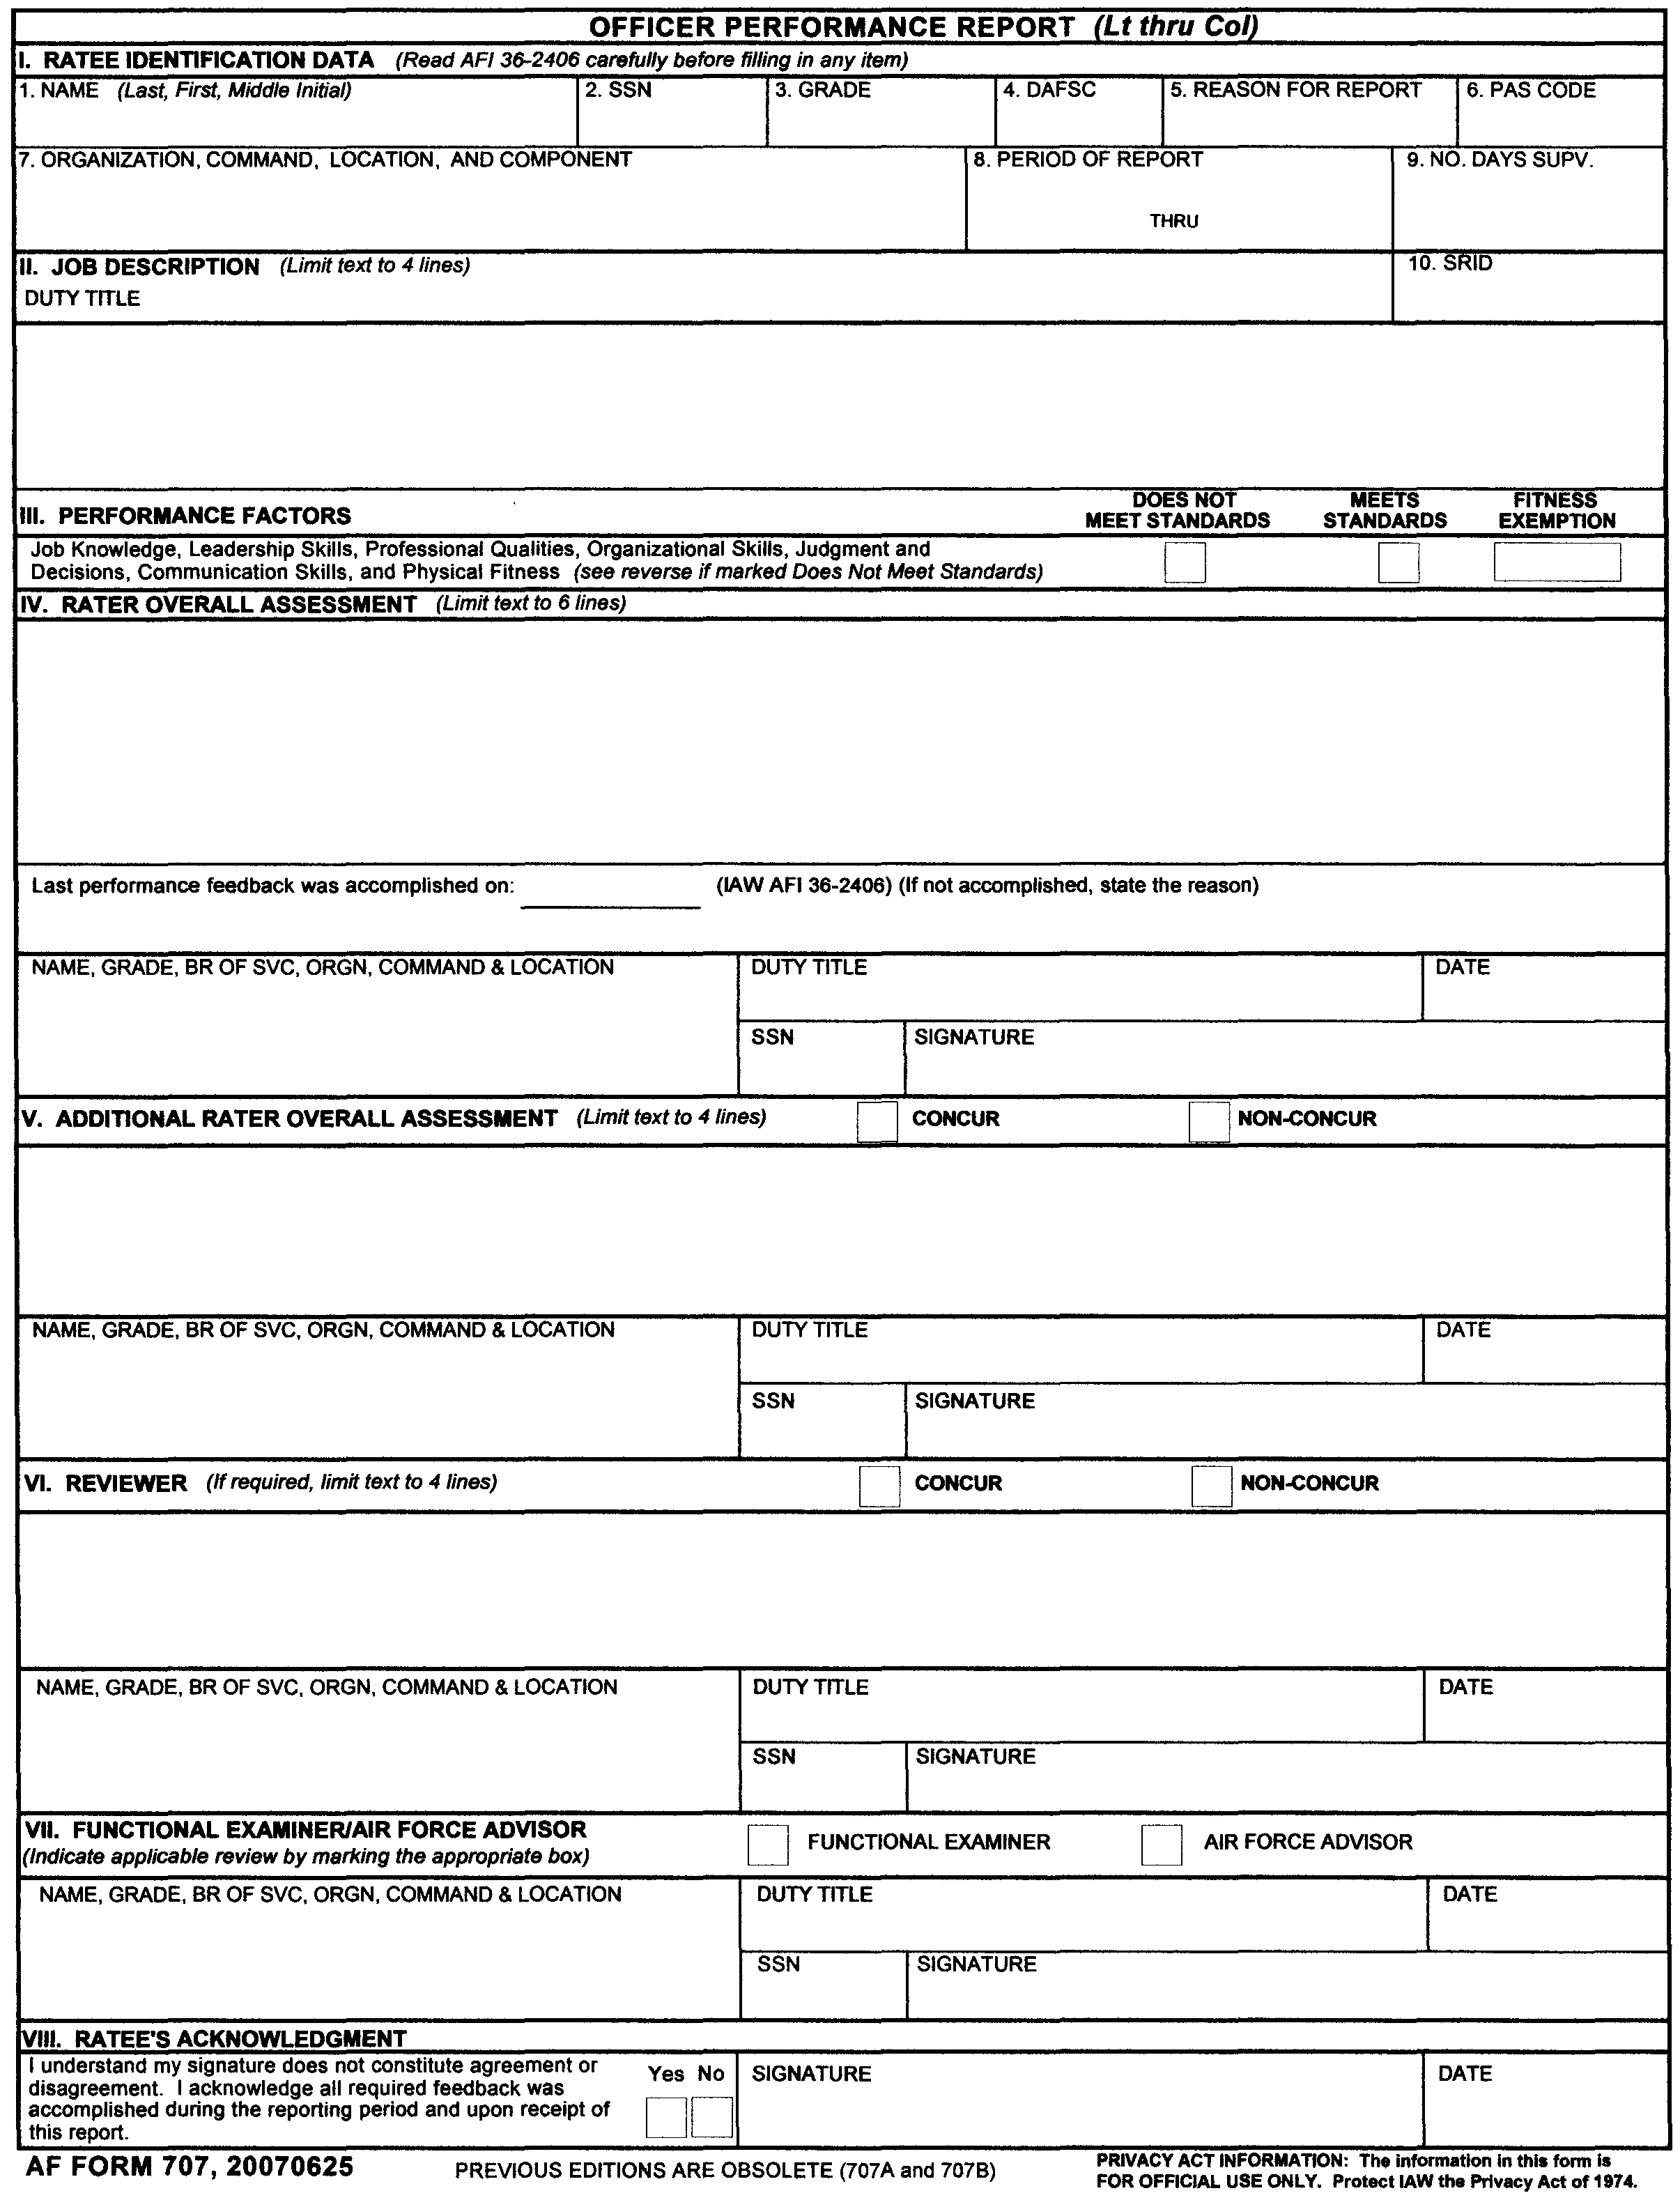 OFFICER PERFORMANCE REPORT (Lt thru Col)
I. RATEE IDENTIFICATION DATA (Read AFI 36-2406 carefully before filling in any item)
1. NAME (Last, First, Middle Initial) 2. SSN 3. GRADE 4. DAFSC 5. REASON FOR REPORT 6. PAS CODE
7. ORGANIZATION, COMMAND, LOCATION, AND COMPONENT 8. PERIOD OF REPORT 9. NO. DAYS SUPV.
THRU
II. JOB DESCRIPTION (Limit text to 4 lines) 10. SRID
DUTY TITLE
III. PERFORMANCE FACTORS DOES NOT MEET STANDARDS MEETS STANDARDS FITNESS EXEMPTION
Job Knowledge, Leadership Skills, Professional Qualities, Organizational Skills, Judgment and
Decisions, Communication Skills, and Physical Fitness (see reverse if marked Does Not Meet Standards)
IV. RATER OVERALL ASSESSMENT (Limit text to 6 lines)
Last performance feedback was accomplished on: (IAW AFI 36-2406) (If not accomplished, state the reason)
NAME, GRADE, BR OF SVC, ORGN, COMMAND & LOCATION DUTY TITLE DATE
SSN SIGNATURE
V. ADDITIONAL RATER OVERALL ASSESSMENT (Limit text to 4 lines) CONCUR NON-CONCUR
NAME, GRADE, BR OF SVC, ORGN, COMMAND & LOCATION DUTY TITLE DATE
SSN SIGNATURE
VI. REVIEWER (If required, limit text to 4 lines) CONCUR NON-CONCUR
NAME, GRADE, BR OF SVC, ORGN, COMMAND & LOCATION DUTY TITLE DATE
SSN SIGNATURE
VII. FUNCTIONAL EXAMINER/AIR FORCE ADVISOR
(Indicate applicable review by marking the appropriate box) FUNCTIONAL EXAMINER AIR FORCE ADVISOR
NAME, GRADE, BR OF SVC, ORGN, COMMAND & LOCATION DUTY TITLE DATE
SSN SIGNATURE
VIII. RATEE'S ACKNOWLEDGMENT
I understand my signature does not constitute agreement or
disagreement. I acknowledge all required feedback was
accomplished during the reporting period and upon receipt of
this report.
Yes No SIGNATURE DATE
AF FORM 707, 20070625 PREVIOUS EDITIONS ARE OBSOLETE (707A and 707B)
PRIVACY ACT INFORMATION: The information in this form is
FOR OFFICIAL USE ONLY. Protect IAW the Privacy Act of 1974.